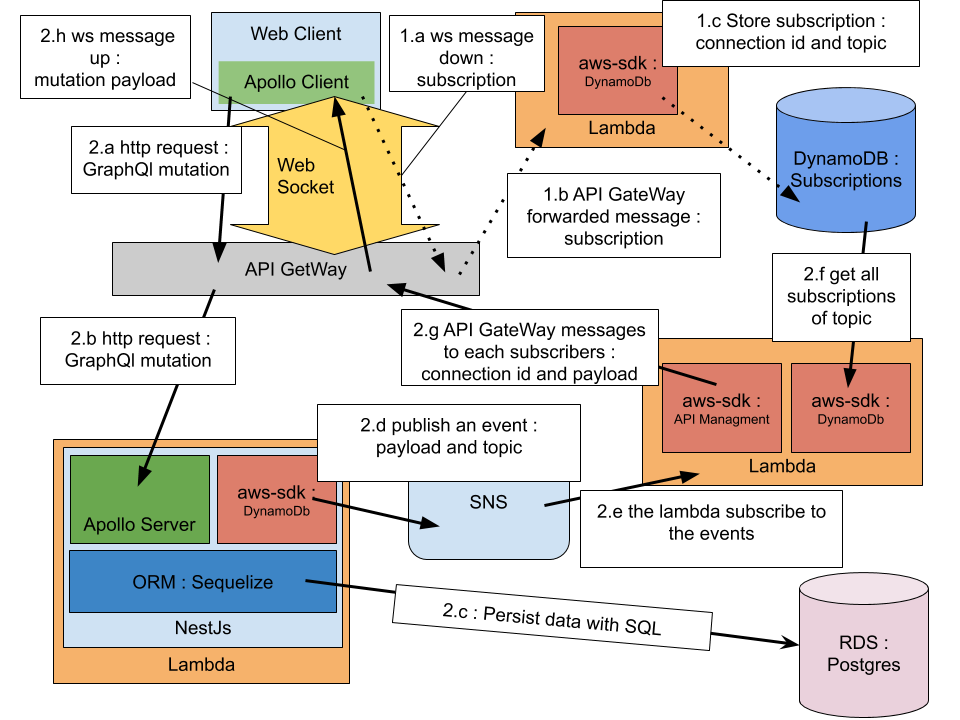 2.h ws message
up :
mutation payload
Web Client
Apollo Client
1.a ws message
down :
subscription
aws-sdk :
DynamoDb
Lambda
1.c Store subscription :
connection id and topic
2.a http request :
GraphQl mutation
Web
Socket
DynamoDB :
Subscriptions
1.b API GateWay
forwarded message :
subscription
API GetWay
2.f get all
subscriptions
of topic
2.b http request :
GraphQl mutation
2.g API GateWay messages
to each subscribers :
connection id and payload
aws-sdk :
API Managment
aws-sdk :
DynamoDb
Lambda
2.d publish an event :
payload and topic
Apollo Server
aws-sdk :
DynamoDb
SNS
2.e the lambda subscribe to
the events
ORM : Sequelize
NestJs
Lambda
2.c : Persist data with SQL
RDS :
Postgres